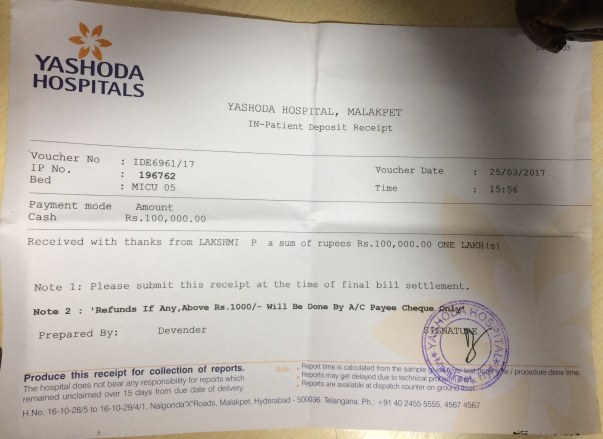 YASHODA
HOSPITALS
YASHODA HOSPITAL, MALAKPET
IN-Patient Deposit Receipt
Voucher No : IDE6961/17
Voucher Date : 25/03/2017
IP No. : 196762
Time : 15:56
Bed : MICU 05
Payment mode Amount
Cash Rs.100,000.00
Received with thanks from LAKSHMI P a sum of rupees Rs.100,000.00 ONE LAKH(s)
Note 1: Please submit this receipt at the time of final bill settlement.
Note 2 : 'Refunds If Any,Above Rs.1000/- Will Be Done By A/C Payee Cheque Only'
Prepared By: Devender
SIGNATURE
YASHODA HOSPITAL
Malakpet
Produce this receipt for collection of reports.
The hospital does not bear any responsibility for reports which
remained unclaimed over 15 days from due date of delivery.
Note : Report time is calculated from the sample / procedure done time.
Reports may get delayed due to technical
Reports are available at dispatch counter on ground floor.
H.No. 16-10-28/5 to 16-10-29/4/1, Nalgonda"X"Roads, Malakpet, Hyderabad - 500036. Telangana, Ph.: +91 40 2455 5555, 4567 4567